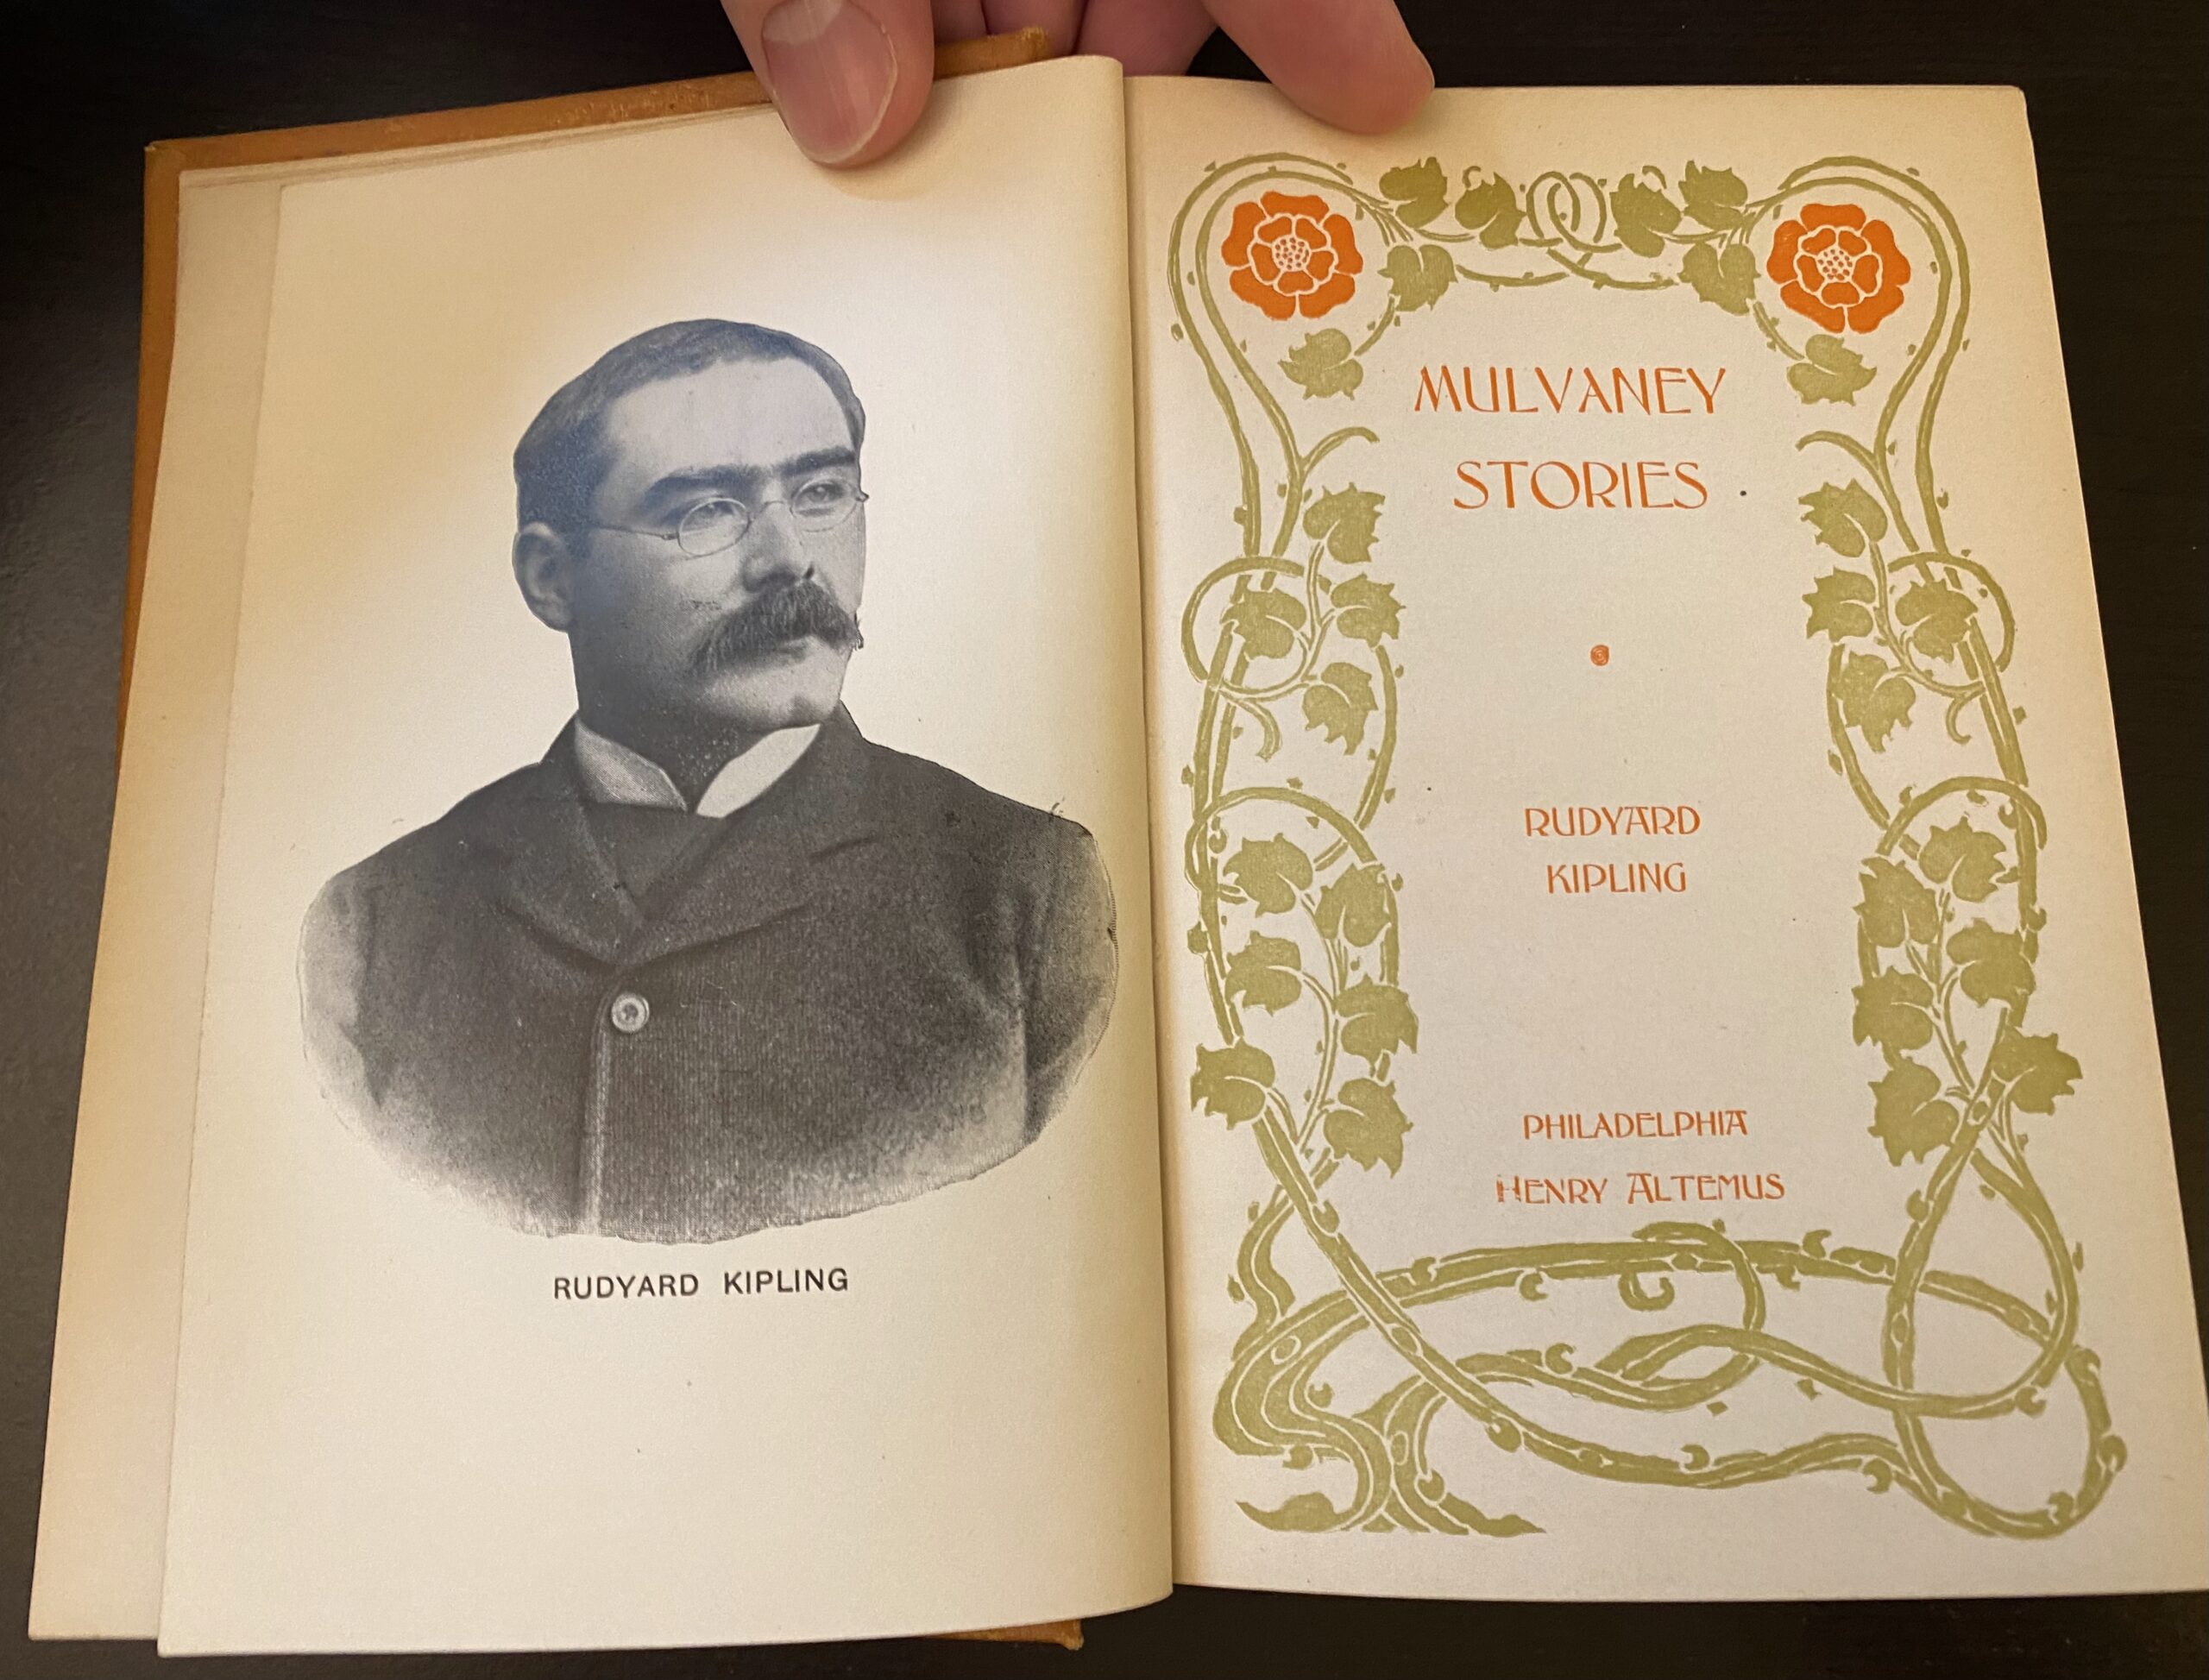 RUDYARD KIPLING
MULVANEY
STORIES
RUDYARD
KIPLING
PHILADELPHIA
HENRY ALTEMUS